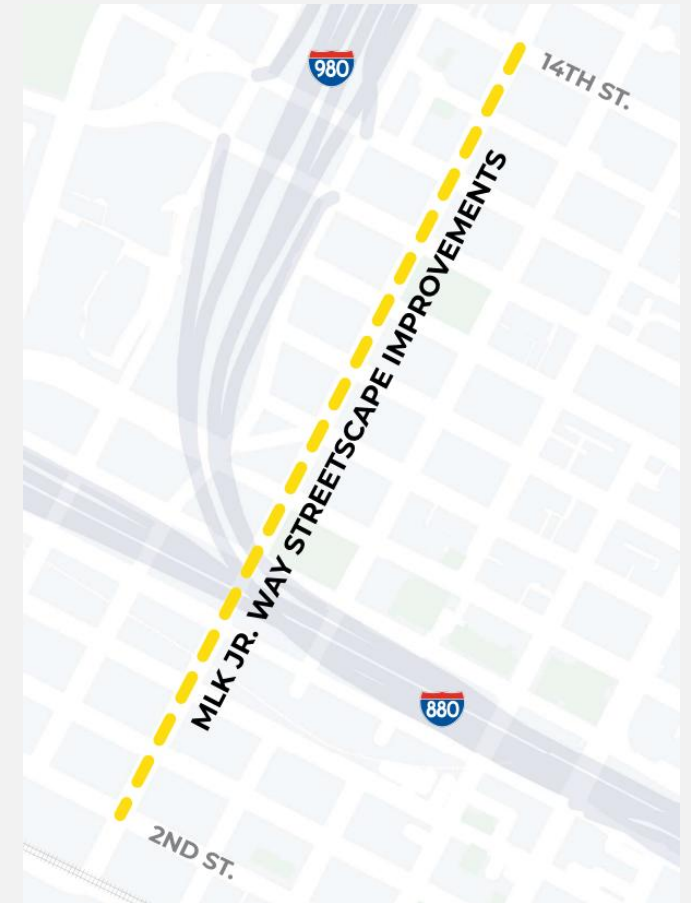 980
14TH ST.
MLK JR. WAY STREETSCAPE IMPROVEMENTS
880
2ND ST.